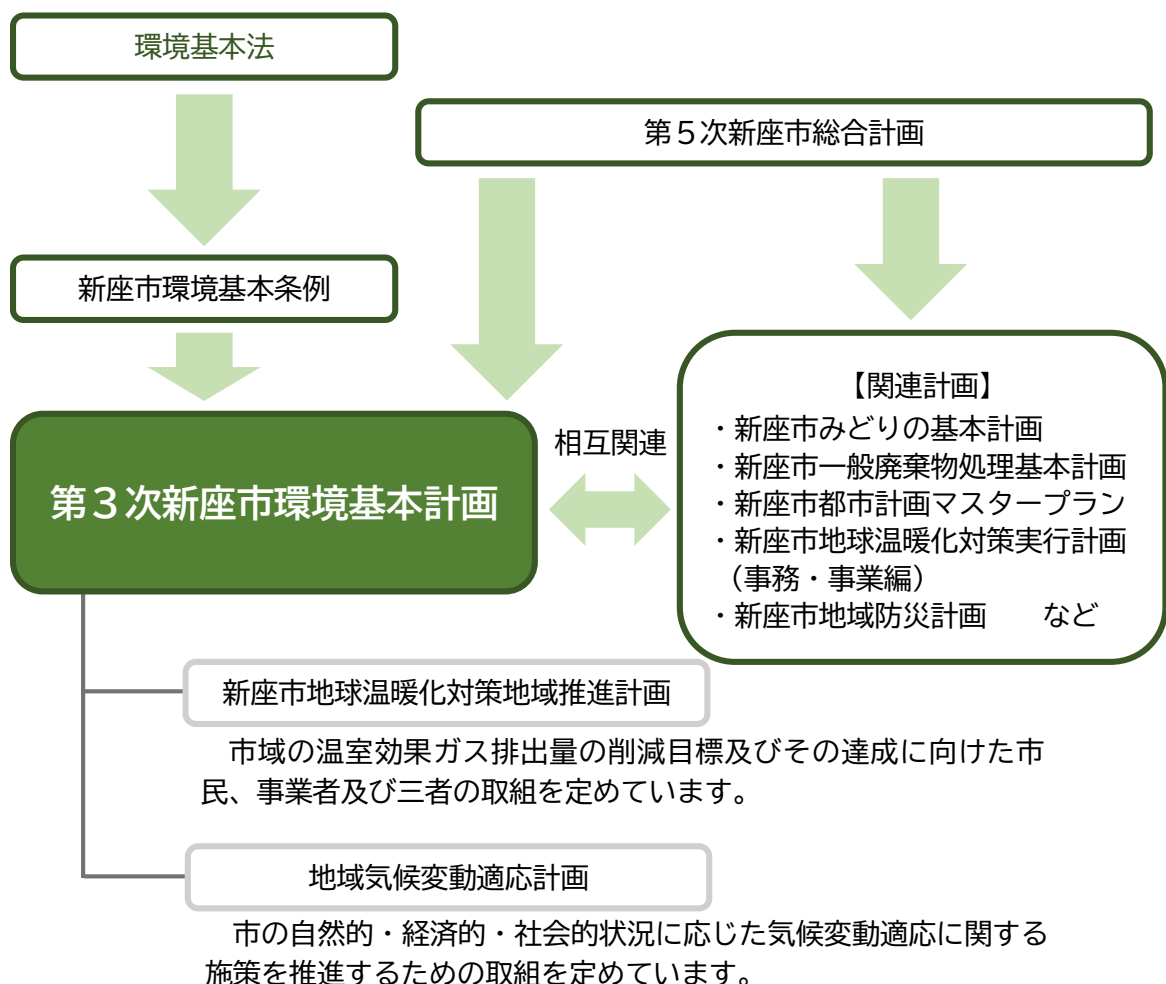 環境基本法
第５次新座市総合計画
新座市環境基本条例
第３次新座市環境基本計画
相互関連
【関連計画】
・新座市みどりの基本計画
・新座市一般廃棄物処理基本計画
・新座市都市計画マスタープラン
・新座市地球温暖化対策実行計画
（事務・事業編）
・新座市地域防災計画　　など
新座市地球温暖化対策地域推進計画
市域の温室効果ガス排出量の削減目標及びその達成に向けた市
民、事業者及び三者の取組を定めています。
地域気候変動適応計画
市の自然的・経済的・社会的状況に応じた気候変動適応に関する
施策を推進するための取組を定めています。